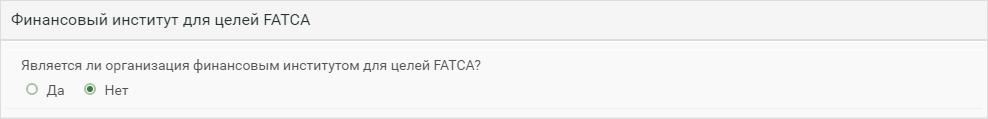 Финансовый институт для целей FATCA
Является ли организация финансовым институтом для целей FATCA?
Да Нет